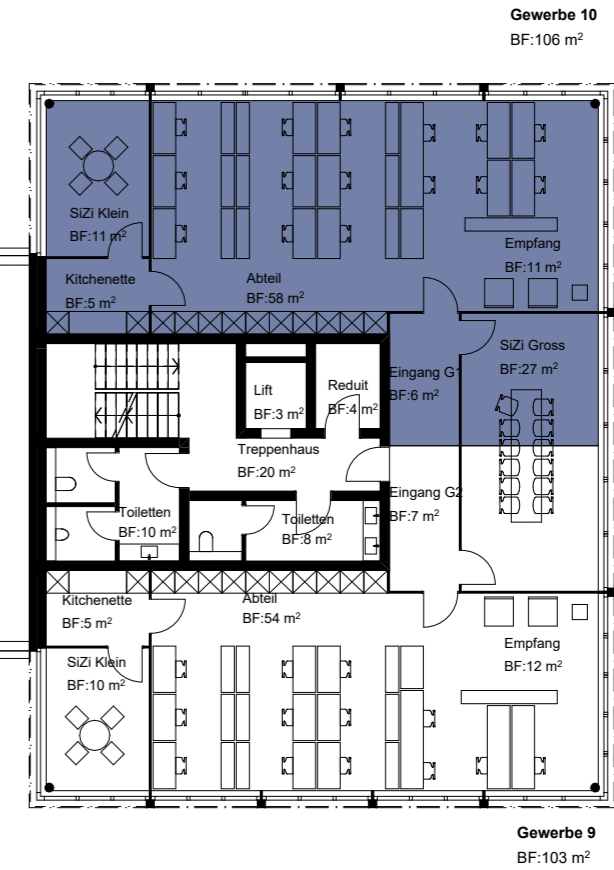 Gewerbe 10
BF:106 m²
SiZi Klein
BF:11 m²
Kitchenette
BF:5 m²
Abteil
BF:58 m²
Empfang
BF:11 m²
Eingang G1
BF:6 m²
SiZi Gross
BF:27 m²
Lift
BF:3 m²
Reduit
BF:4 m²
Treppenhaus
BF:20 m²
Eingang G2
BF:7 m²
Toiletten
BF:10 m²
Toiletten
BF:8 m²
Kitchenette
BF:5 m²
Abteil
BF:54 m²
SiZi Klein
BF:10 m²
Empfang
BF:12 m²
Gewerbe 9
BF:103 m²